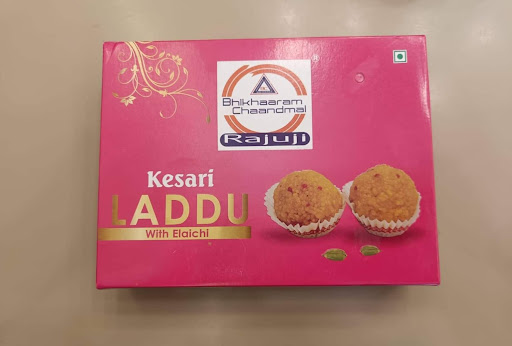 Bhikhaaram
Chaandmal
Rajuji
Kesari
LADDU
With Elaichi